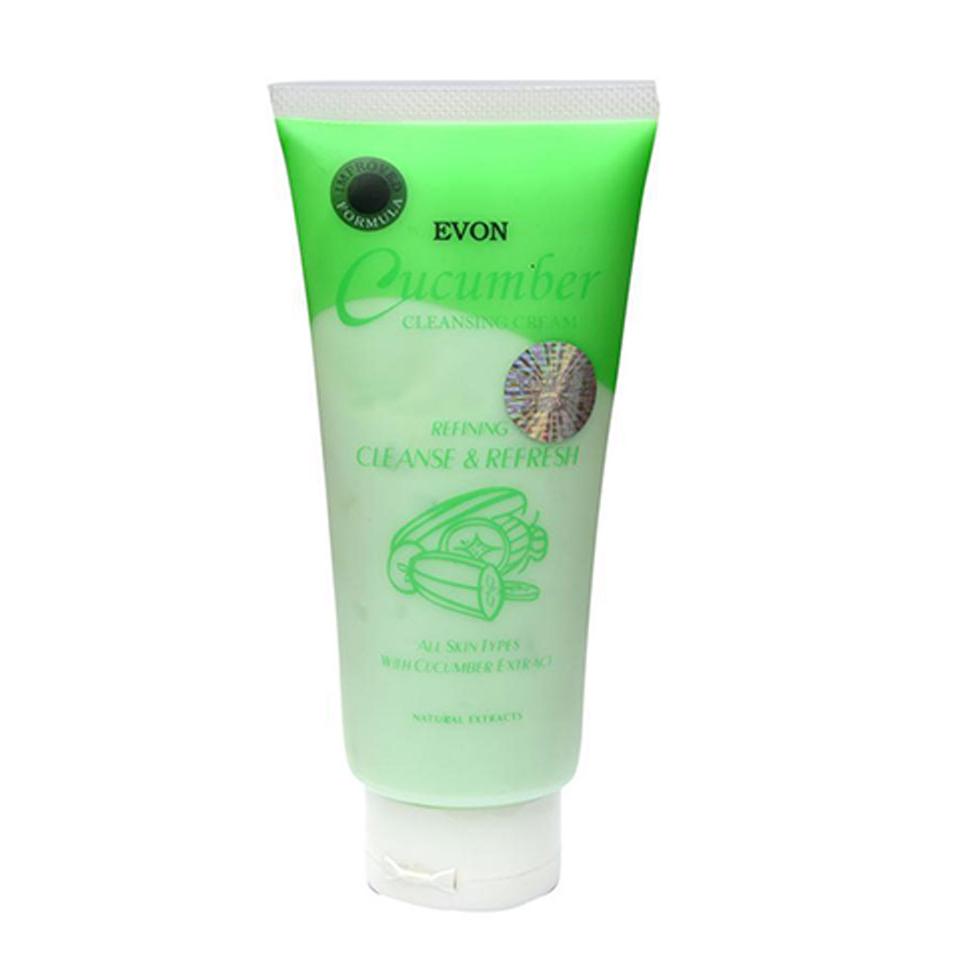 IMPROVED FORMULA
EVON
Cucumber
CLEANSING CREAM
REFINING
CLEANSE & REFRESH
ALL SKIN TYPES
WITH CUCUMBER EXTRACT
NATURAL EXTRACTS